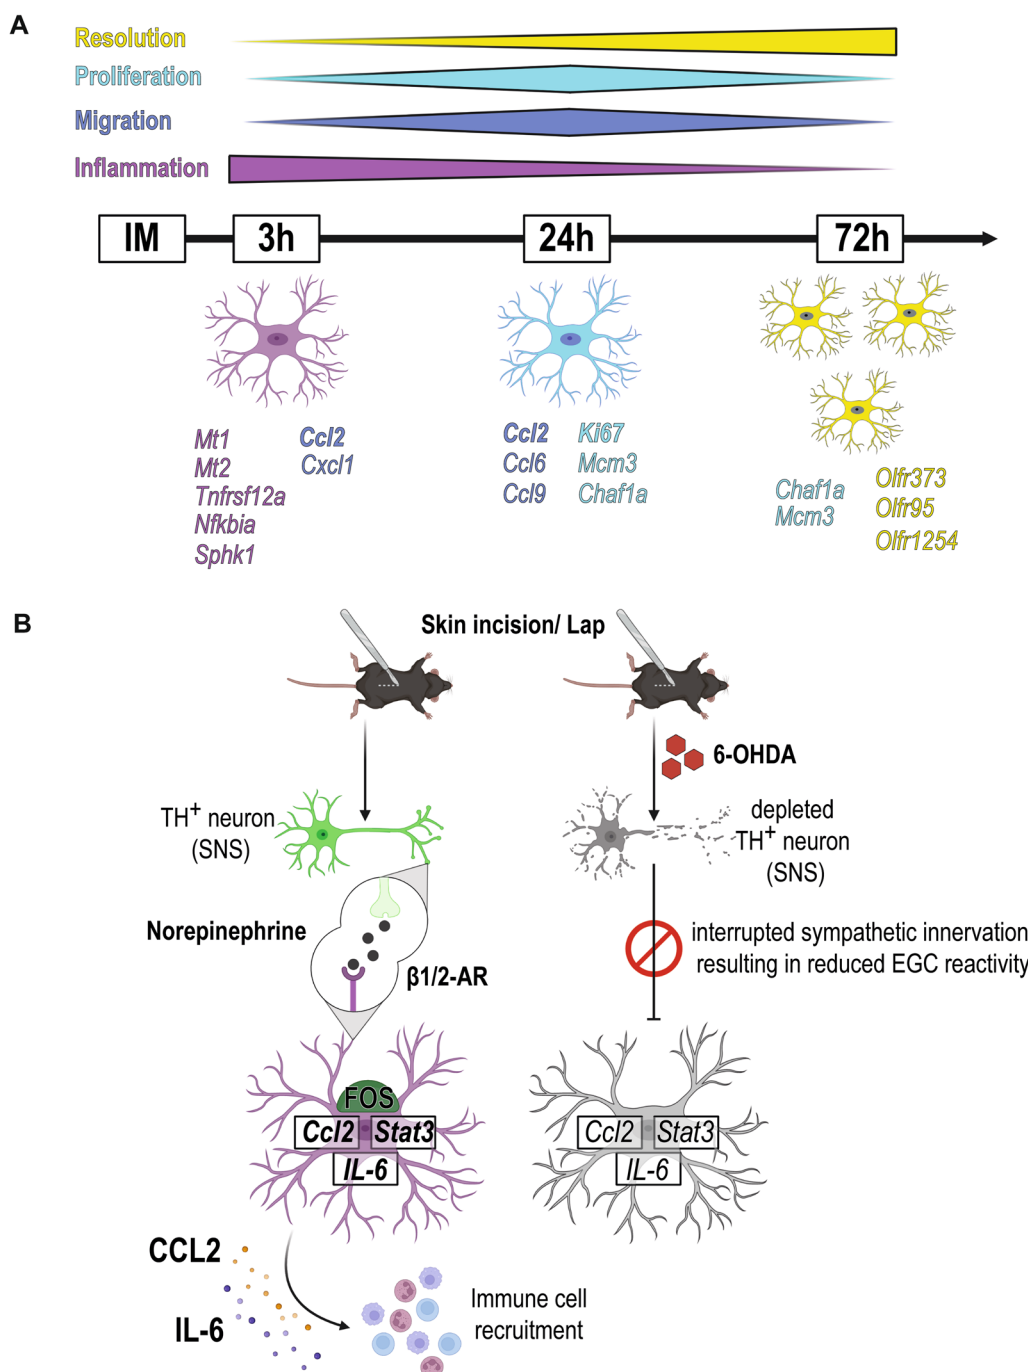 A
Resolution
Proliferation
Migration
Inflammation
IM
3h
24h
72h
Mt1
Mt2
Tnfrsf12a
Nfkbia
Sphk1
Ccl2
Cxcl1
Ccl2
Ccl6
Ccl9
Ki67
Mcm3
Chaf1a
Chaf1a
Mcm3
Olfr373
Olfr95
Olfr1254
B
Skin incision/ Lap
6-OHDA
TH+ neuron
(SNS)
depleted
TH+ neuron
(SNS)
Norepinephrine
β1/2-AR
interrupted sympathetic innervation
resulting in reduced EGC reactivity
FOS
Ccl2
Stat3
IL-6
Ccl2
Stat3
IL-6
CCL2
IL-6
Immune cell
recruitment